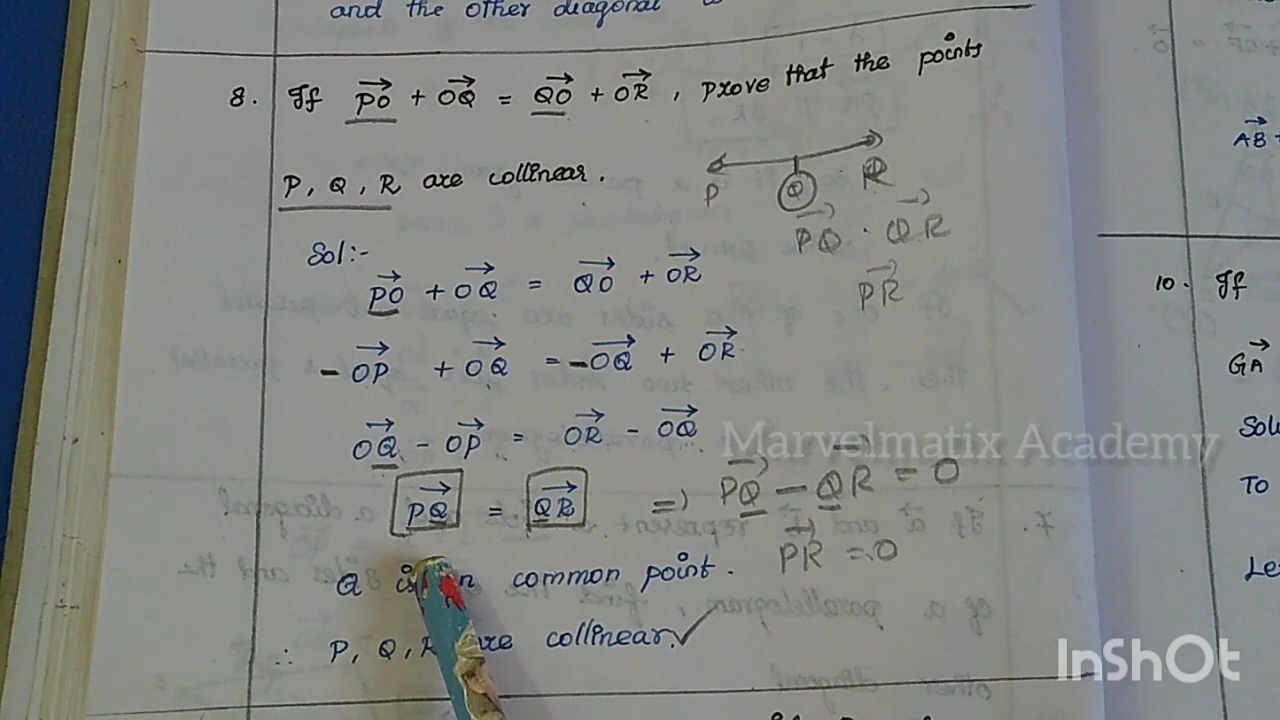 and the other diagonal
8. If PO + OQ = QO + OR, prove that the points
P, Q, R are collinear.
P Q R
PQ . QR
PR
Sol:-
PO + OQ = QO + OR
- OP + OQ = -OQ + OR
OQ - OP = OR - OQ
PQ = QR => PQ - QR = 0
PR = 0
Q is common point.
∴ P, Q, R are collinear. ✓
AB
10. If
GA
Sol
To
Le
Marvelmatix Academy
InShOt